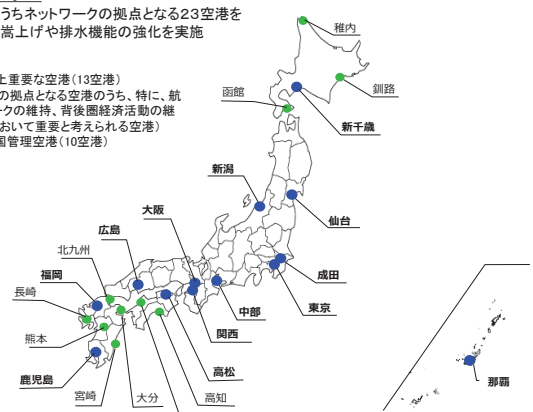 うちネットワークの拠点となる２３空港を
嵩上げや排水機能の強化を実施
上重要な空港（13空港）
の拠点となる空港のうち、特に、航
ークの維持、背後圏経済活動の継
おいて重要と考えられる空港）
国管理空港（10空港）
稚内
釧路
函館
新千歳
新潟
仙台
大阪
広島
北九州
福岡
長崎
熊本
鹿児島
宮崎
大分
高知
高松
関西
中部
東京
成田
那覇